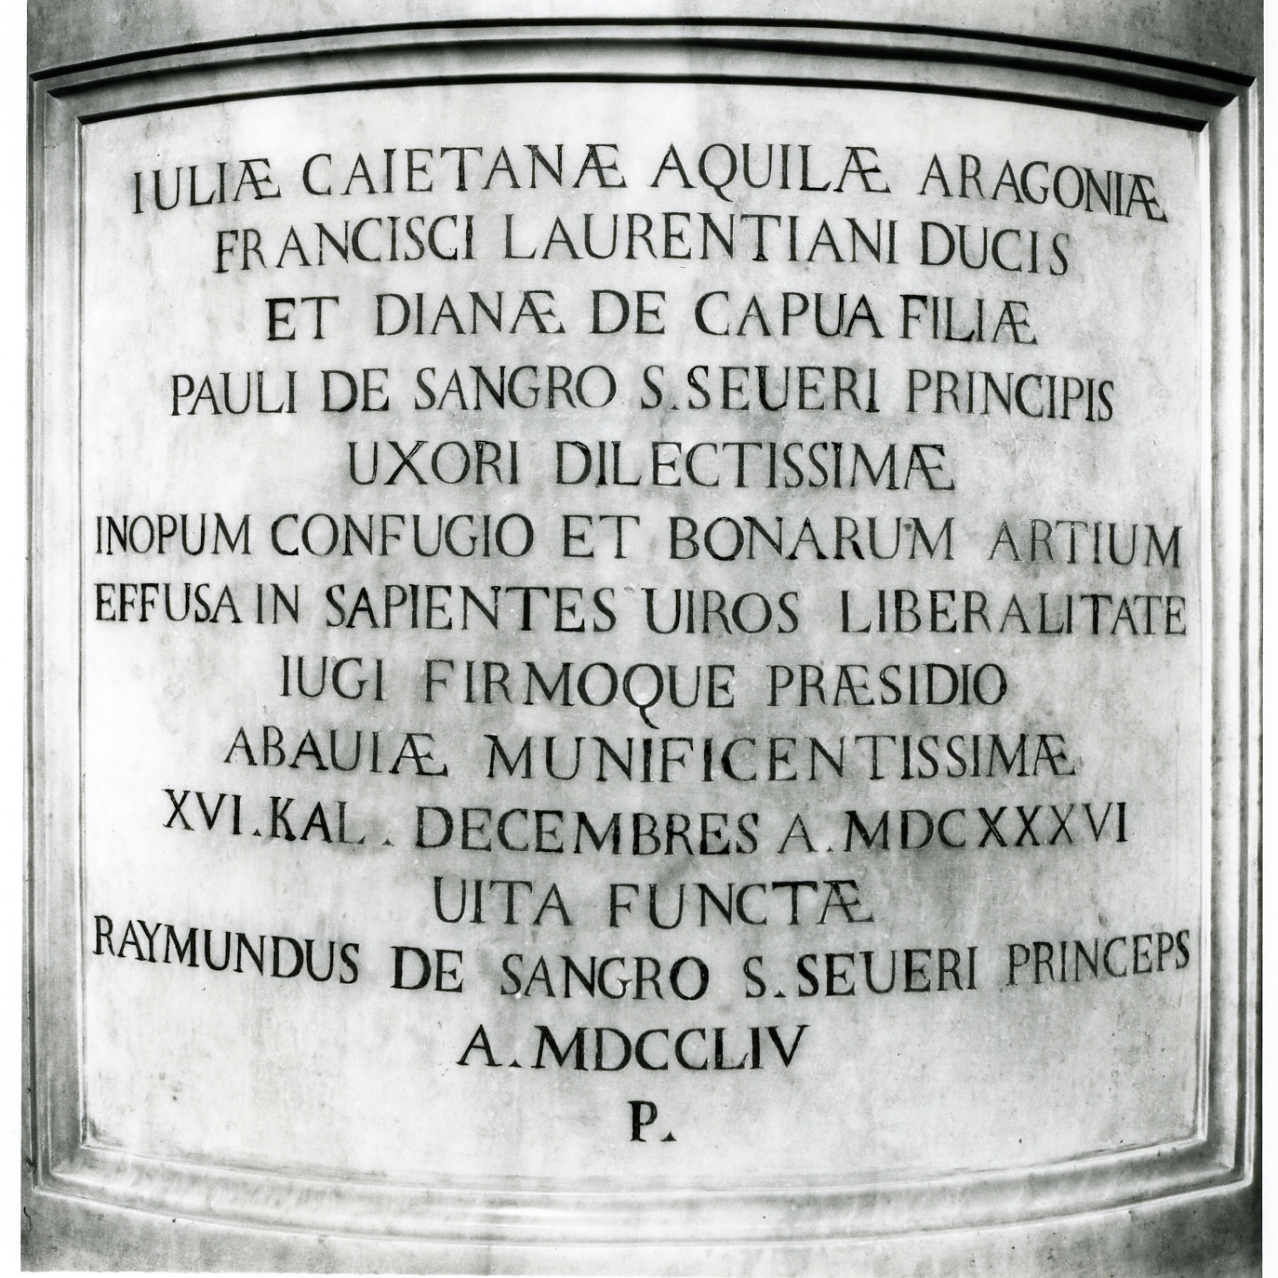 IULIÆ CAIETANÆ AQUILÆ ARAGONIÆ
FRANCISCI LAURENTIANI DUCIS
ET DIANÆ DE CAPUA FILIÆ
PAULI DE SANGRO S.SEUERI PRINCIPIS
UXORI DILECTISSIMÆ
INOPUM CONFUGIO ET BONARUM ARTIUM
EFFUSA IN SAPIENTES UIROS LIBERALITATE
IUGI FIRMOQUE PRÆSIDIO
ABAUIÆ MUNIFICENTISSIMÆ
XVI.KAL. DECEMBRES A.MDCXXXVI
UITA FUNCTÆ
RAYMUNDUS DE SANGRO S.SEUERI PRINCEPS
A.MDCCLIV
P.